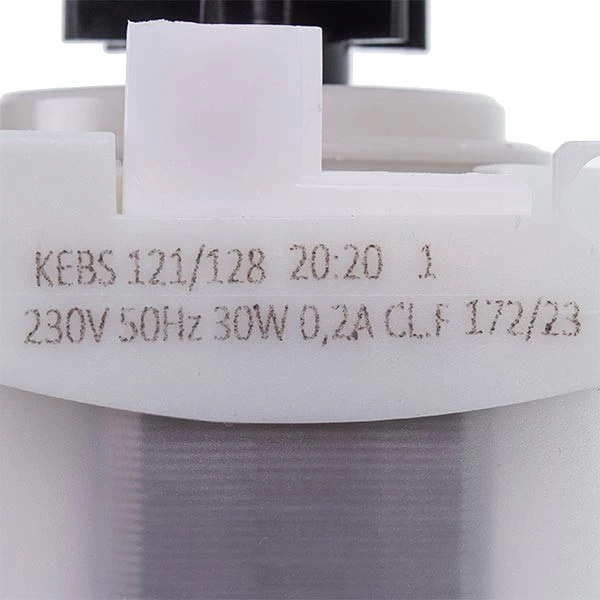 KEBS 121/128 20:20 1
230V 50Hz 30W 0,2A CL.F 172/23